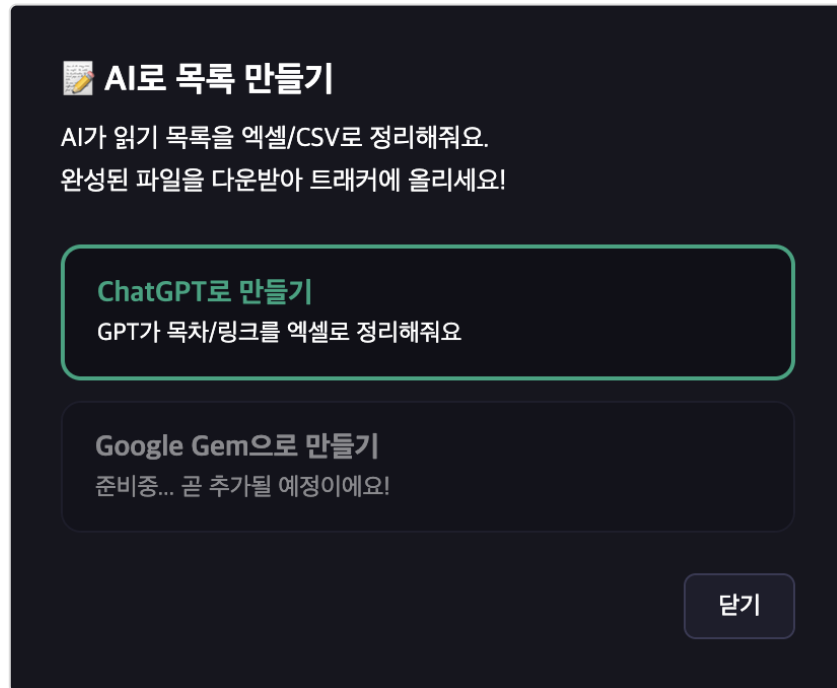 📝 AI로 목록 만들기
AI가 읽기 목록을 엑셀/CSV로 정리해줘요.
완성된 파일을 다운받아 트래커에 올리세요!
ChatGPT로 만들기
GPT가 목차/링크를 엑셀로 정리해줘요
Google Gem으로 만들기
준비중... 곧 추가될 예정이에요!
닫기